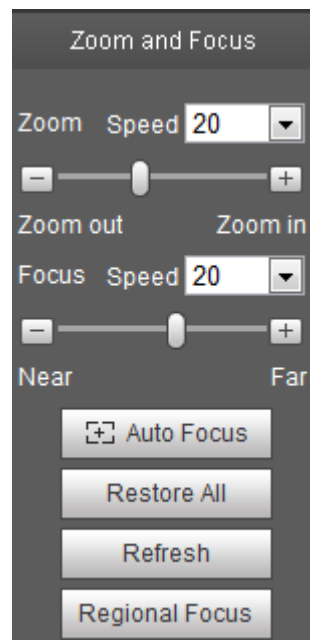 Zoom and Focus
Zoom Speed 20
Zoom out Zoom in
Focus Speed 20
Near Far
Auto Focus
Restore All
Refresh
Regional Focus